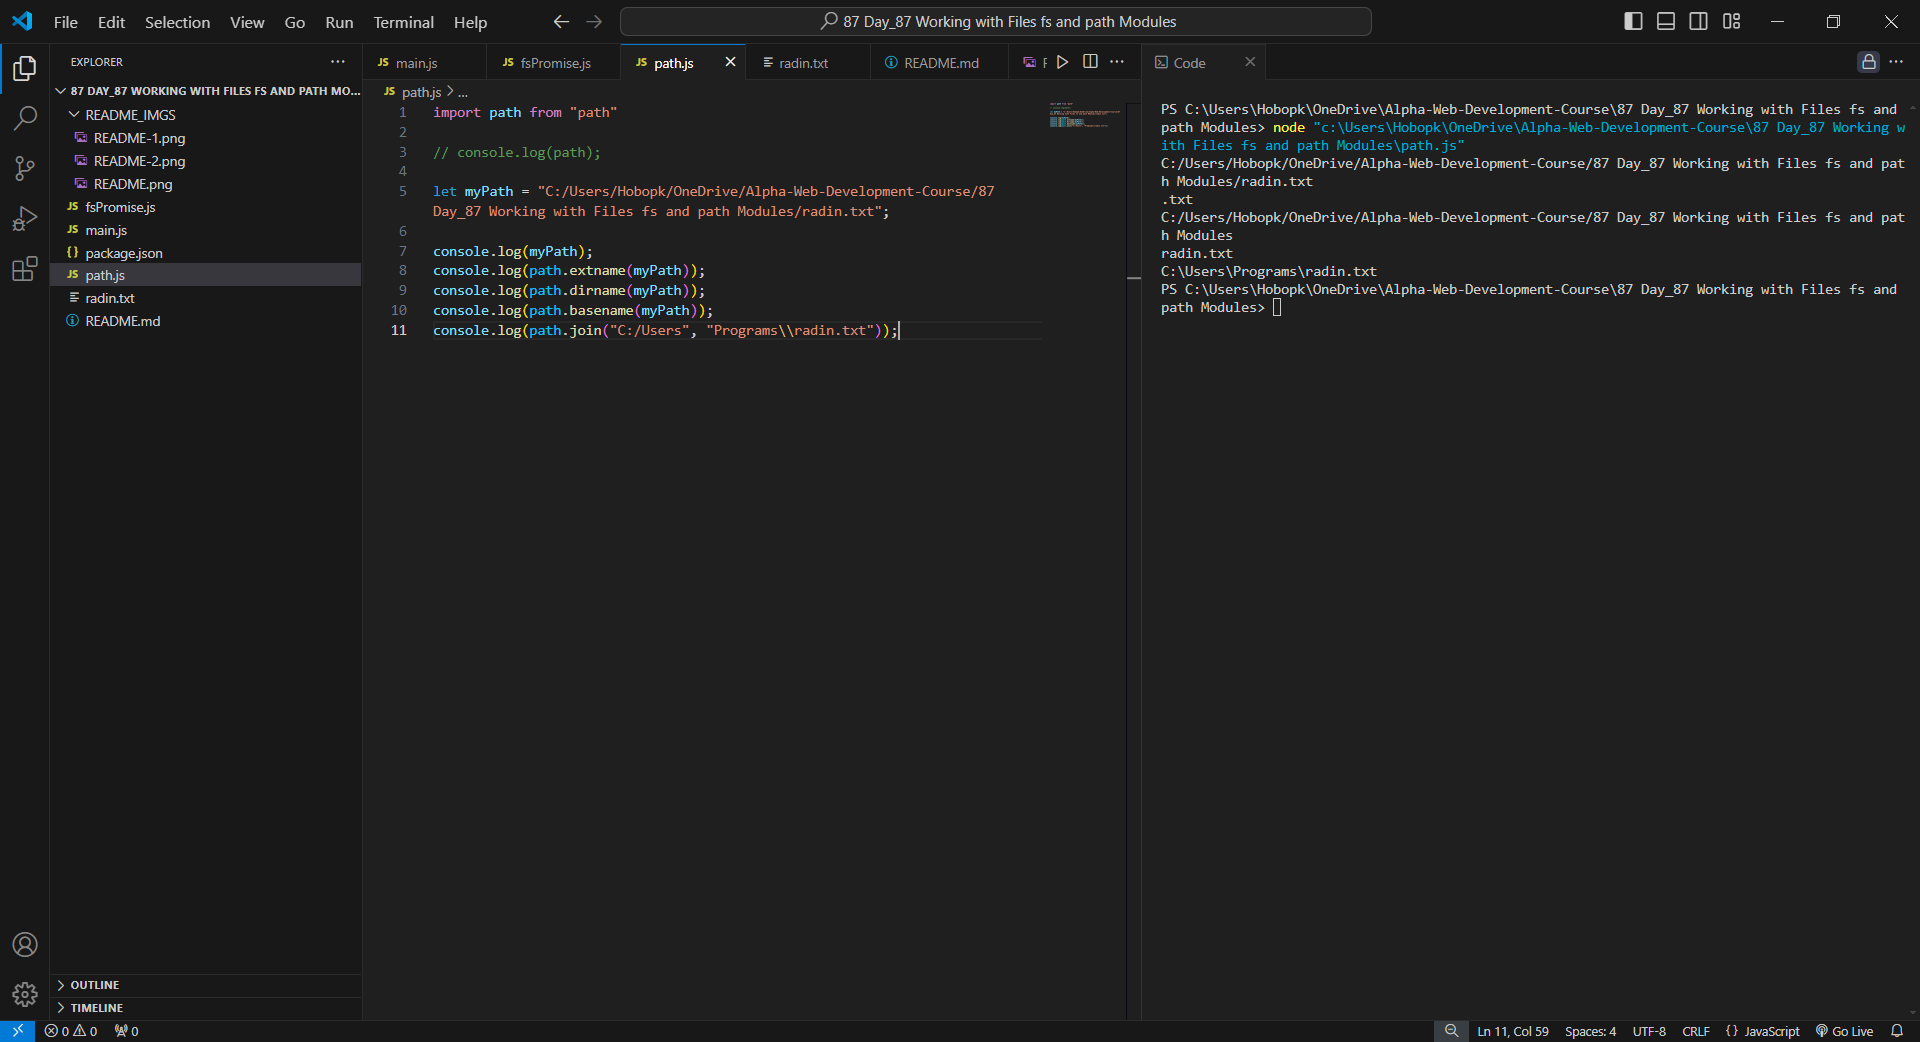 File Edit Selection View Go Run Terminal Help
87 Day_87 Working with Files fs and path Modules
EXPLORER
87 DAY_87 WORKING WITH FILES FS AND PATH MO...
README_IMGS
README-1.png
README-2.png
README.png
JS fsPromise.js
JS main.js
{} package.json
JS path.js
radin.txt
README.md
OUTLINE
TIMELINE
JS main.js
JS fsPromise.js
JS path.js
radin.txt
README.md
JS path.js > ...
1 import path from "path"
2
3 // console.log(path);
4
5 let myPath = "C:/Users/Hobopk/OneDrive/Alpha-Web-Development-Course/87
Day_87 Working with Files fs and path Modules/radin.txt";
6
7 console.log(myPath);
8 console.log(path.extname(myPath));
9 console.log(path.dirname(myPath));
10 console.log(path.basename(myPath));
11 console.log(path.join("C:/Users", "Programs\\radin.txt"));
Code
PS C:\Users\Hobopk\OneDrive\Alpha-Web-Development-Course\87 Day_87 Working with Files fs and
path Modules> node "c:\Users\Hobopk\OneDrive\Alpha-Web-Development-Course\87 Day_87 Working w
ith Files fs and path Modules\path.js"
C:/Users/Hobopk/OneDrive/Alpha-Web-Development-Course/87 Day_87 Working with Files fs and pat
h Modules/radin.txt
.txt
C:/Users/Hobopk/OneDrive/Alpha-Web-Development-Course/87 Day_87 Working with Files fs and pat
h Modules
radin.txt
C:\Users\Programs\radin.txt
PS C:\Users\Hobopk\OneDrive\Alpha-Web-Development-Course\87 Day_87 Working with Files fs and
path Modules>
0 0 0
Ln 11, Col 59 Spaces: 4 UTF-8 CRLF {} JavaScript Go Live